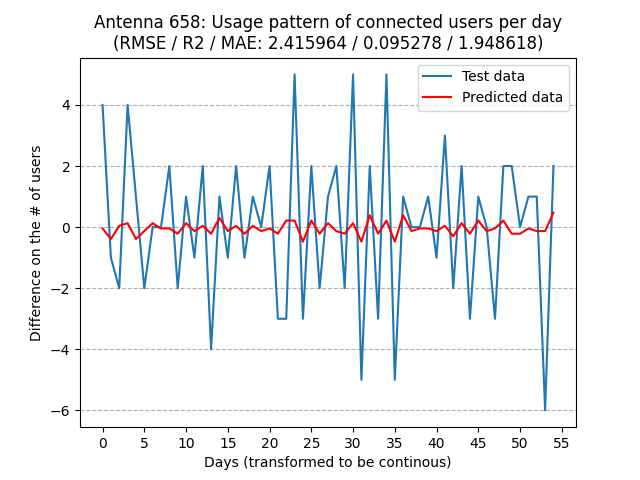 Antenna 658: Usage pattern of connected users per day
(RMSE / R2 / MAE: 2.415964 / 0.095278 / 1.948618)
Test data
Predicted data
Difference on the # of users
4
2
0
−2
−4
−6
0 5 10 15 20 25 30 35 40 45 50 55
Days (transformed to be continous)